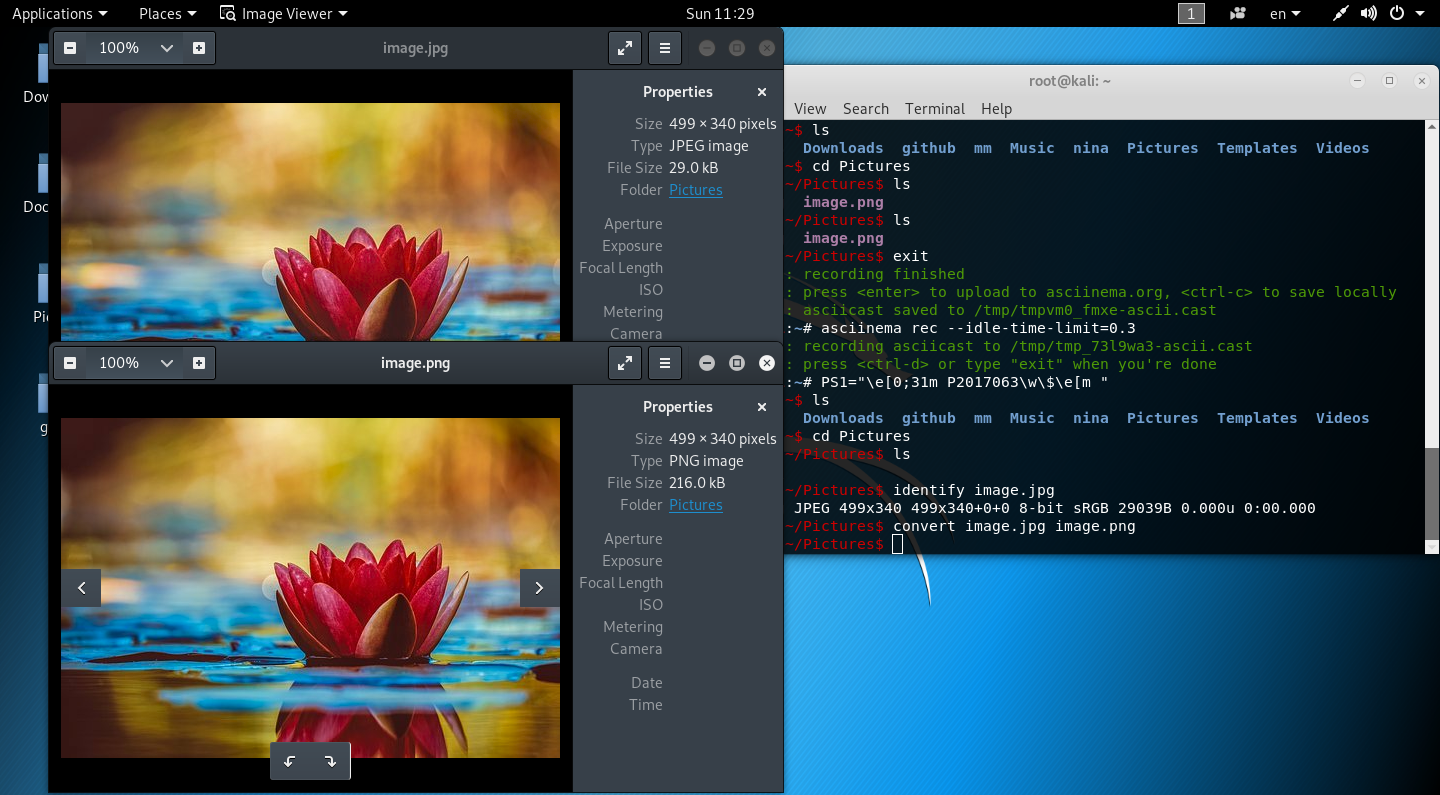 Applications Places Image Viewer Sun 11:29 1 en
Dow
Doc
Pic
g
100% image.jpg
Properties
Size 499 × 340 pixels
Type JPEG image
File Size 29.0 kB
Folder Pictures
Aperture
Exposure
Focal Length
ISO
Metering
Camera
100% image.png
Properties
Size 499 × 340 pixels
Type PNG image
File Size 216.0 kB
Folder Pictures
Aperture
Exposure
Focal Length
ISO
Metering
Camera
Date
Time
root@kali: ~
View Search Terminal Help
~$ ls
Downloads github mm Music nina Pictures Templates Videos
~$ cd Pictures
~/Pictures$ ls
image.png
~/Pictures$ ls
image.png
~/Pictures$ exit
: recording finished
: press <enter> to upload to asciinema.org, <ctrl-c> to save locally
: asciicast saved to /tmp/tmpvm0_fmxe-ascii.cast
:~# asciinema rec --idle-time-limit=0.3
: recording asciicast to /tmp/tmp_73l9wa3-ascii.cast
: press <ctrl-d> or type "exit" when you're done
:~# PS1="\e[0;31m P2017063\w\$\e[m "
~$ ls
Downloads github mm Music nina Pictures Templates Videos
~$ cd Pictures
~/Pictures$ ls
~/Pictures$ identify image.jpg
JPEG 499x340 499x340+0+0 8-bit sRGB 29039B 0.000u 0:00.000
~/Pictures$ convert image.jpg image.png
~/Pictures$